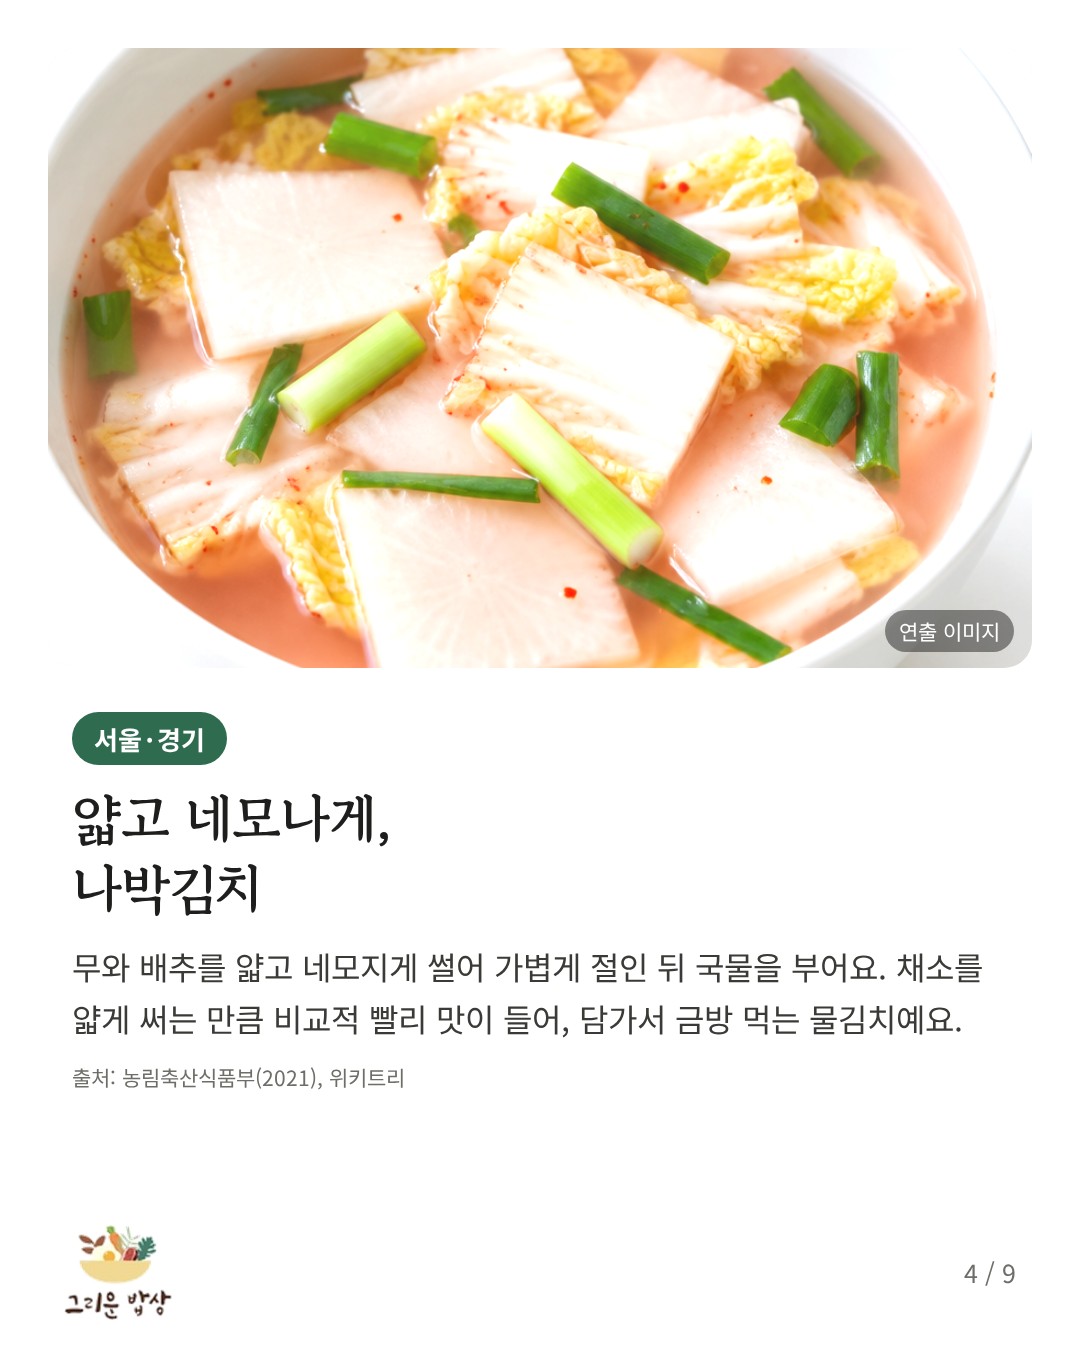 연출 이미지
서울·경기
얇고 네모나게,
나박김치
무와 배추를 얇고 네모지게 썰어 가볍게 절인 뒤 국물을 부어요. 채소를
얇게 써는 만큼 비교적 빨리 맛이 들어, 담가서 금방 먹는 물김치예요.
출처: 농림축산식품부(2021), 위키트리
그리운 밥상
4 / 9